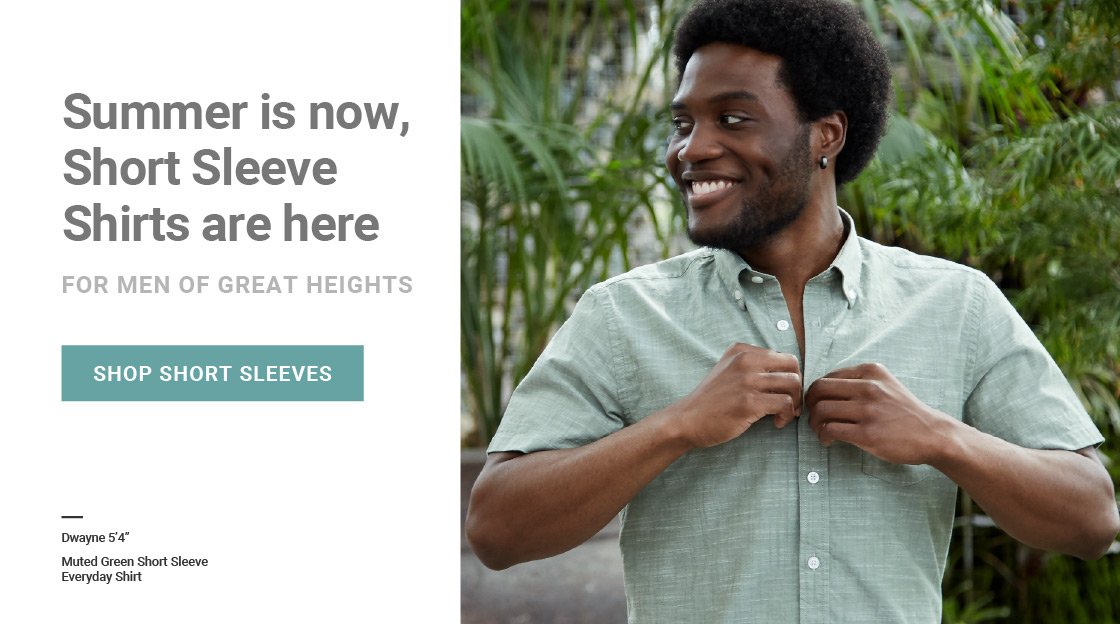 Summer is now,
Short Sleeve
Shirts are here
FOR MEN OF GREAT HEIGHTS
SHOP SHORT SLEEVES
Dwayne 5’4”
Muted Green Short Sleeve
Everyday Shirt